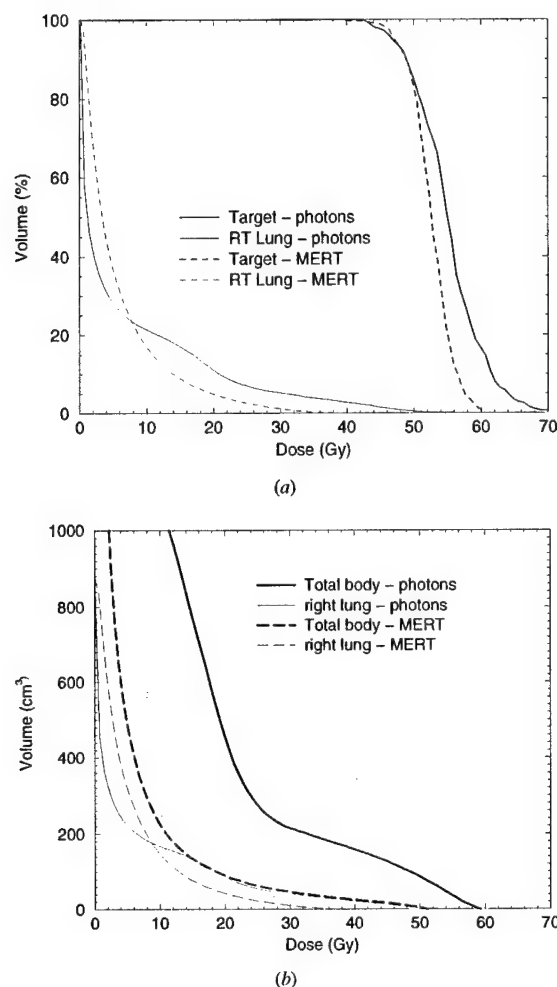 100
80
60
40
20
0
Volume (%)
Target – photons
RT Lung – photons
Target – MERT
RT Lung – MERT
0 10 20 30 40 50 60 70
Dose (Gy)
(a)
1000
800
600
400
200
0
Volume (cm³)
Total body – photons
right lung – photons
Total body – MERT
right lung – MERT
0 10 20 30 40 50 60 70
Dose (Gy)
(b)